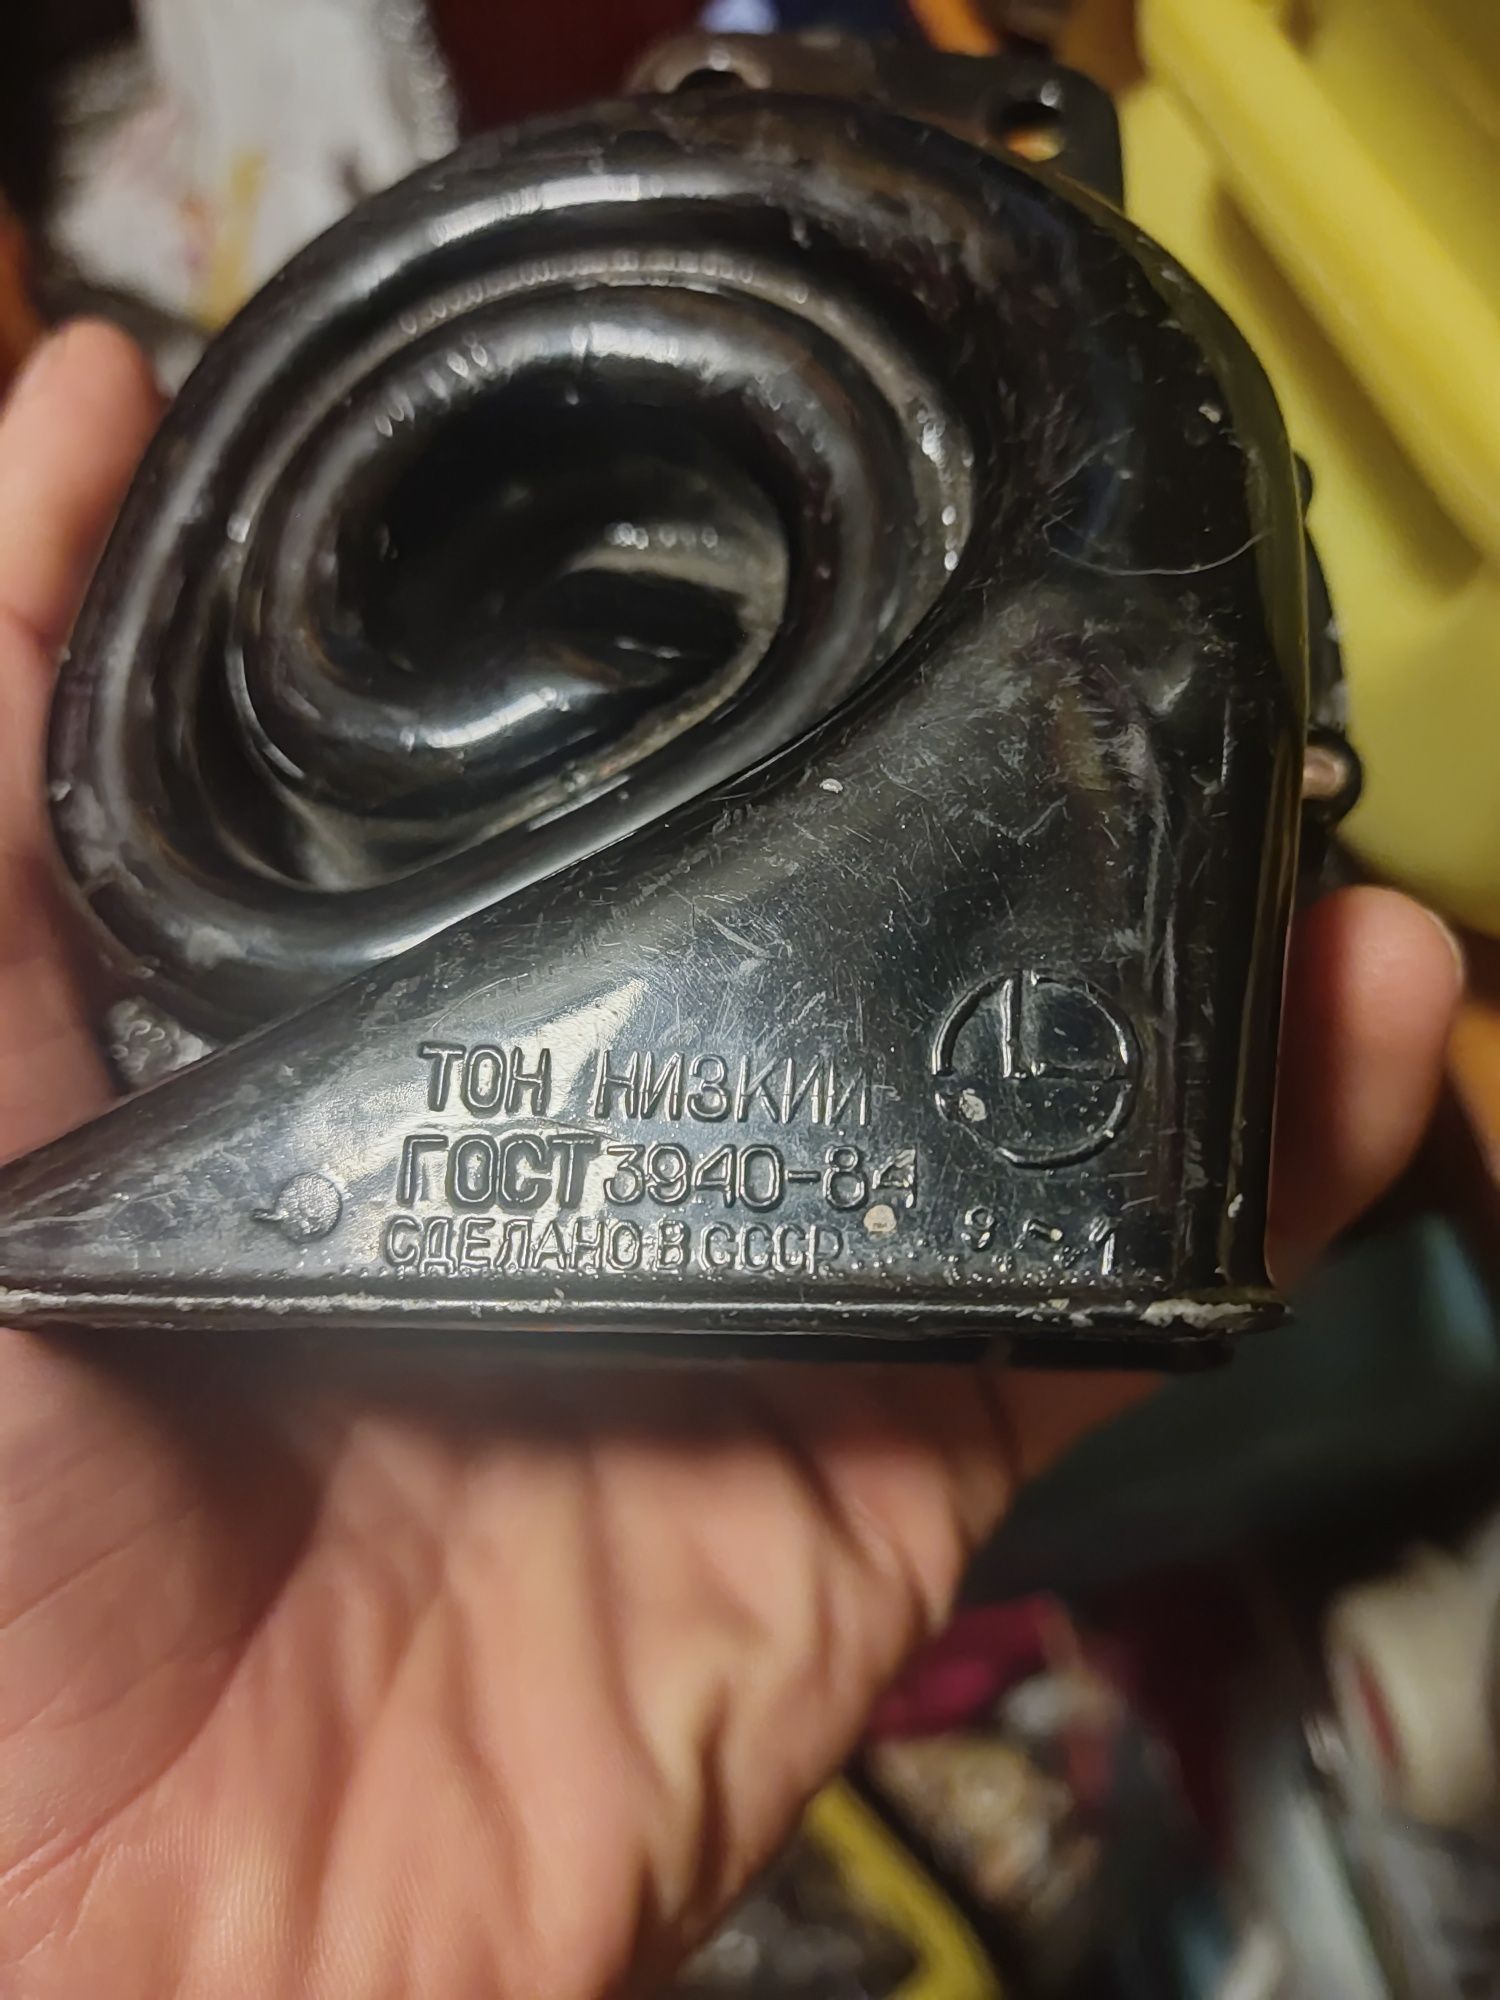 ТОН НИЗКИЙ
ГОСТ 3940-84
СДЕЛАНО В СССР